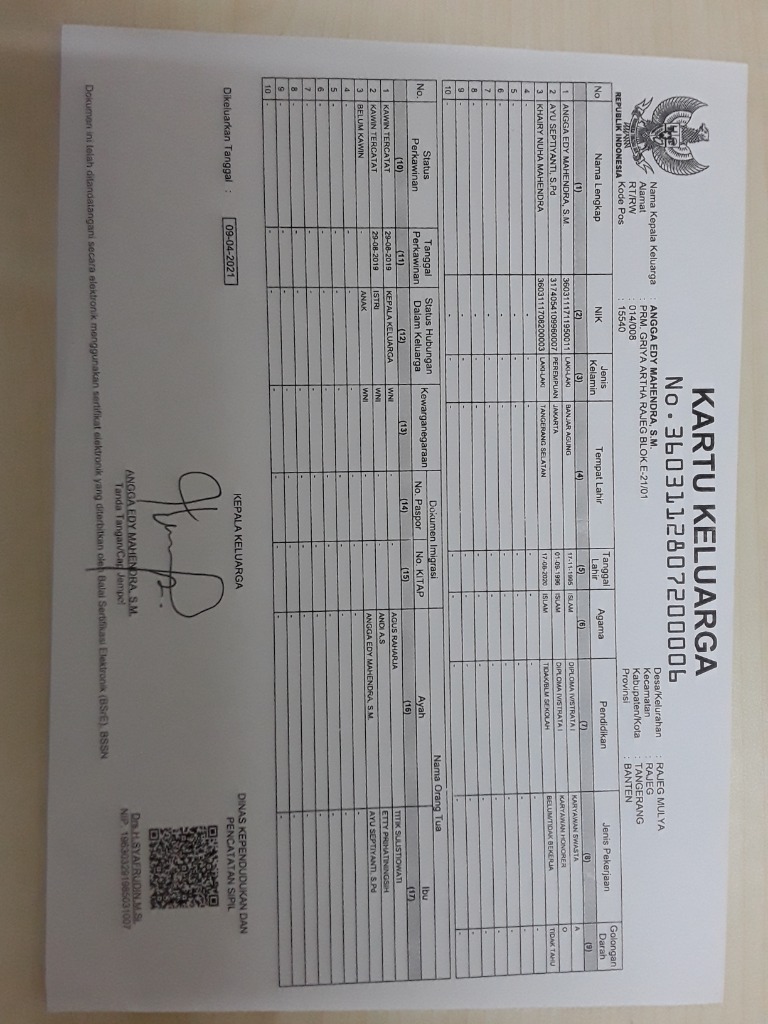 KARTU KELUARGA
No. 3603112807200006
REPUBLIK INDONESIA
Nama Kepala Keluarga : ANGGA EDY MAHENDRA, S.M.
Alamat : PRM. GRIYA ARTHA RAJEG BLOK E-21/01
RT/RW : 014/008
Kode Pos : 15540
Desa/Kelurahan : RAJEG MULYA
Kecamatan : RAJEG
Kabupaten/Kota : TANGERANG
Provinsi : BANTEN
No Nama Lengkap NIK Jenis Kelamin Tempat Lahir Tanggal Lahir Agama Pendidikan Jenis Pekerjaan Golongan Darah
(1) (2) (3) (4) (5) (6) (7) (8) (9)
1 ANGGA EDY MAHENDRA, S.M 3603111711950011 LAKI-LAKI BANJAR AGUNG 17-11-1995 ISLAM DIPLOMA IV/STRATA I KARYAWAN SWASTA A
2 AYU SEPTIYANTI, S.Pd 3174054109960007 PEREMPUAN JAKARTA 01-09-1996 ISLAM DIPLOMA IV/STRATA I KARYAWAN HONORER O
3 KHAIRY NUHA MAHENDRA 3603111708200003 LAKI-LAKI TANGERANG SELATAN 17-08-2020 ISLAM TIDAK/BLM SEKOLAH BELUM/TIDAK BEKERJA TIDAK TAHU
4 - - - - - - - - -
5 - - - - - - - - -
6 - - - - - - - - -
7 - - - - - - - - -
8 - - - - - - - - -
9 - - - - - - - - -
10 - - - - - - - - -
No. Status Perkawinan Tanggal Perkawinan Status Hubungan Dalam Keluarga Kewarganegaraan Dokumen Imigrasi Nama Orang Tua
No. Paspor No. KITAP Ayah Ibu
(10) (11) (12) (13) (14) (15) (16) (17)
1 KAWIN TERCATAT 29-08-2019 KEPALA KELUARGA WNI - - AGUS RAHARJA TITIK SULISTIOWATI
2 KAWIN TERCATAT 29-08-2019 ISTRI WNI - - ANDI A.S ETTY PRIHATININGSIH
3 BELUM KAWIN - ANAK WNI - - ANGGA EDY MAHENDRA, S.M. AYU SEPTIYANTI, S.Pd
4 - - - - - - - -
5 - - - - - - - -
6 - - - - - - - -
7 - - - - - - - -
8 - - - - - - - -
9 - - - - - - - -
10 - - - - - - - -
Dikeluarkan Tanggal : 09-04-2021
KEPALA KELUARGA
ANGGA EDY MAHENDRA, S.M.
Tanda Tangan/Cap Jempol
DINAS KEPENDUDUKAN DAN
PENCATATAN SIPIL
Drs. H. SYAFRUDIN, M.Si.
NIP. 196303291985031007
Dokumen ini telah ditandatangani secara elektronik menggunakan sertifikat elektronik yang diterbitkan oleh Balai Sertifikasi Elektronik (BSrE), BSSN